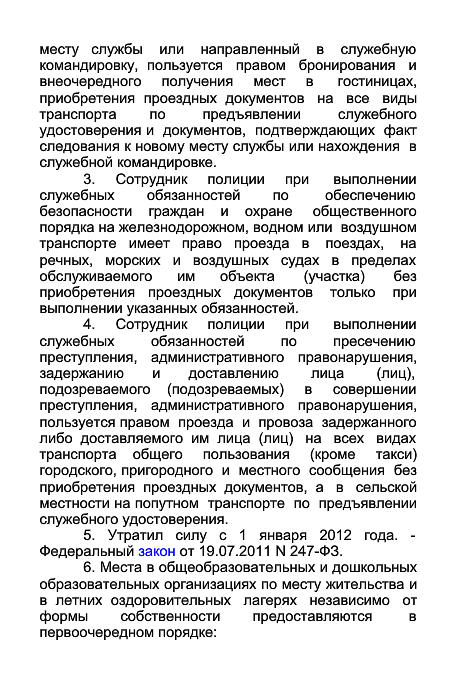 месту службы или направленный в служебную
командировку, пользуется правом бронирования и
внеочередного получения мест в гостиницах,
приобретения проездных документов на все виды
транспорта по предъявлении служебного
удостоверения и документов, подтверждающих факт
следования к новому месту службы или нахождения в
служебной командировке.
3. Сотрудник полиции при выполнении
служебных обязанностей по обеспечению
безопасности граждан и охране общественного
порядка на железнодорожном, водном или воздушном
транспорте имеет право проезда в поездах, на
речных, морских и воздушных судах в пределах
обслуживаемого им объекта (участка) без
приобретения проездных документов только при
выполнении указанных обязанностей.
4. Сотрудник полиции при выполнении
служебных обязанностей по пресечению
преступления, административного правонарушения,
задержанию и доставлению лица (лиц),
подозреваемого (подозреваемых) в совершении
преступления, административного правонарушения,
пользуется правом проезда и провоза задержанного
либо доставляемого им лица (лиц) на всех видах
транспорта общего пользования (кроме такси)
городского, пригородного и местного сообщения без
приобретения проездных документов, а в сельской
местности на попутном транспорте по предъявлении
служебного удостоверения.
5. Утратил силу с 1 января 2012 года. -
Федеральный закон от 19.07.2011 N 247-ФЗ.
6. Места в общеобразовательных и дошкольных
образовательных организациях по месту жительства и
в летних оздоровительных лагерях независимо от
формы собственности предоставляются в
первоочередном порядке: